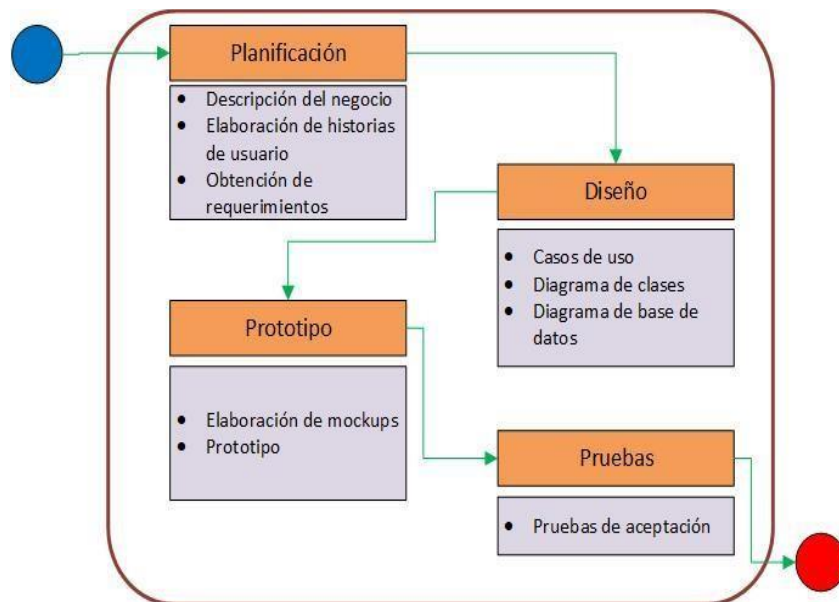 Planificación
• Descripción del negocio
• Elaboración de historias
de usuario
• Obtención de
requerimientos
Diseño
• Casos de uso
• Diagrama de clases
• Diagrama de base de
datos
Prototipo
• Elaboración de mockups
• Prototipo
Pruebas
• Pruebas de aceptación